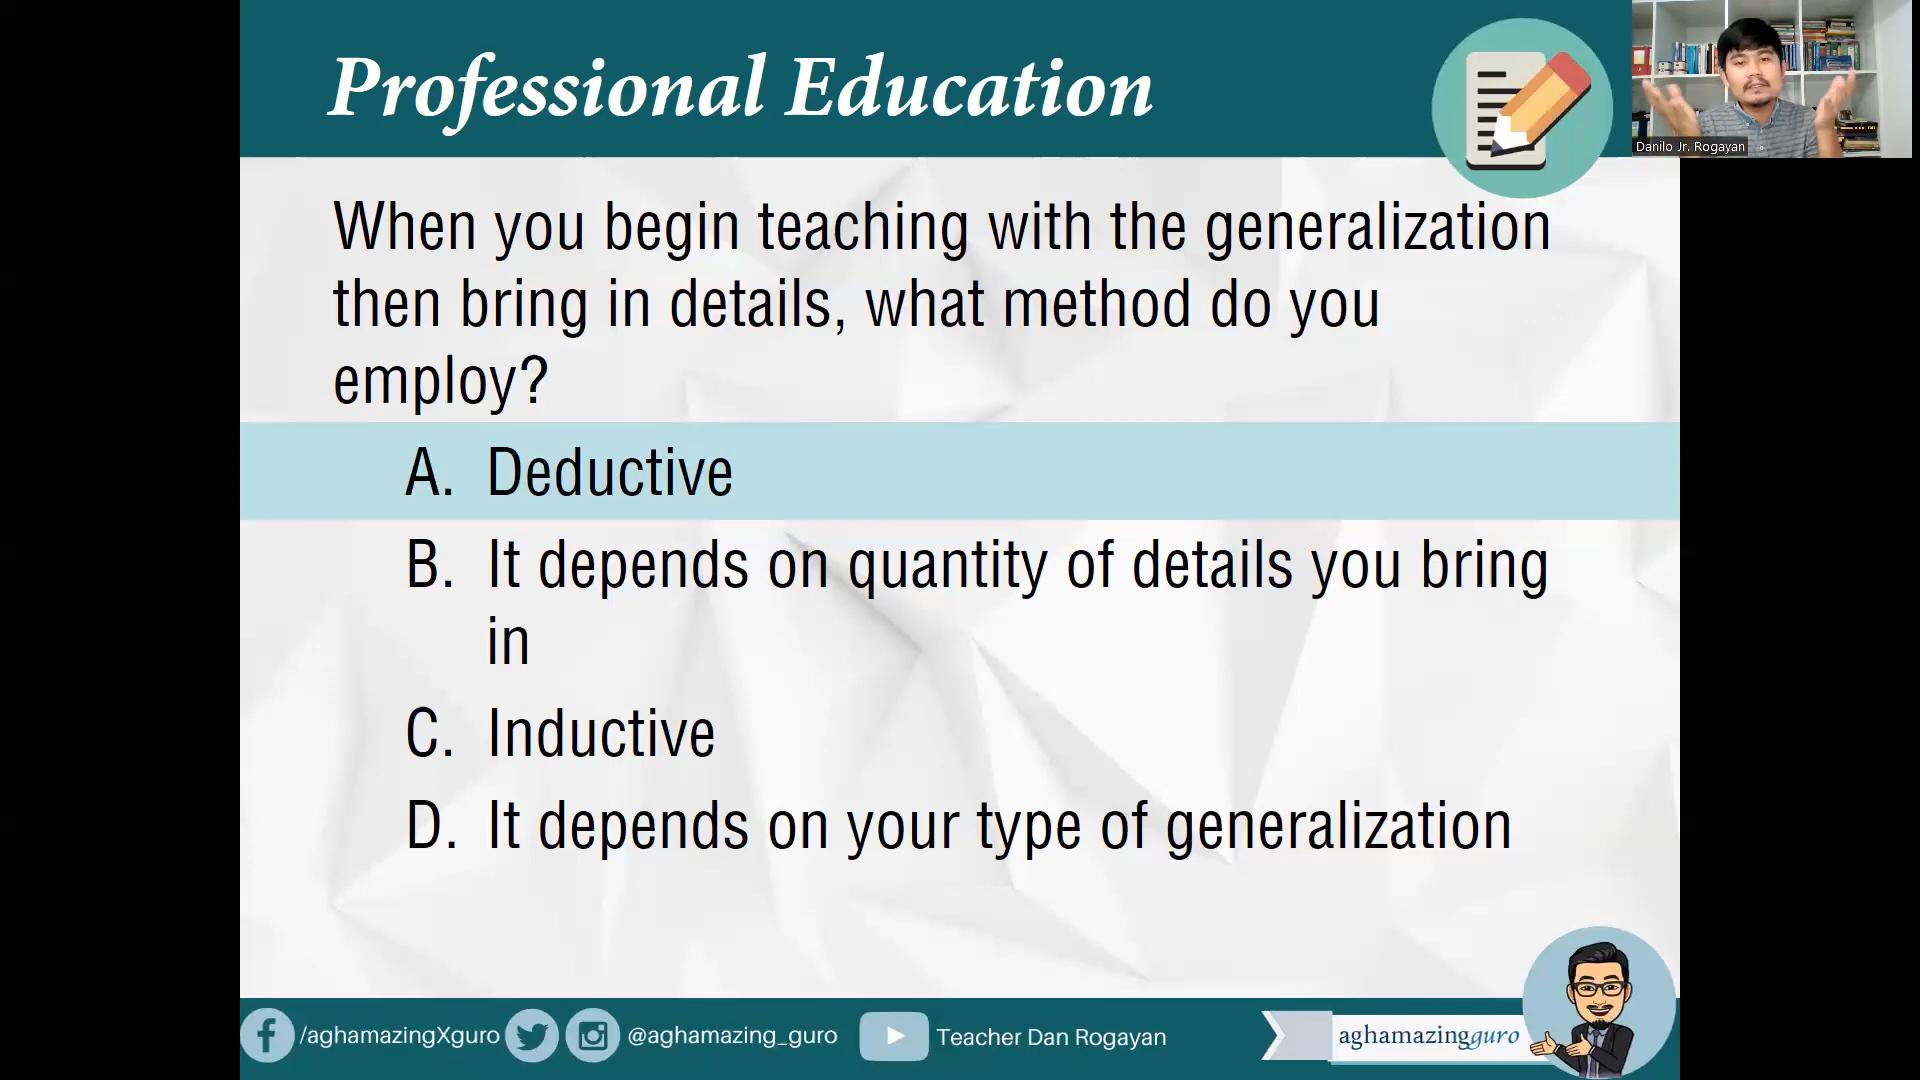 Professional Education
Danilo Jr. Rogayan
When you begin teaching with the generalization
then bring in details, what method do you
employ?
A. Deductive
B. It depends on quantity of details you bring
in
C. Inductive
D. It depends on your type of generalization
/aghamazingXguro
@aghamazing_guro
Teacher Dan Rogayan
aghamazingguro